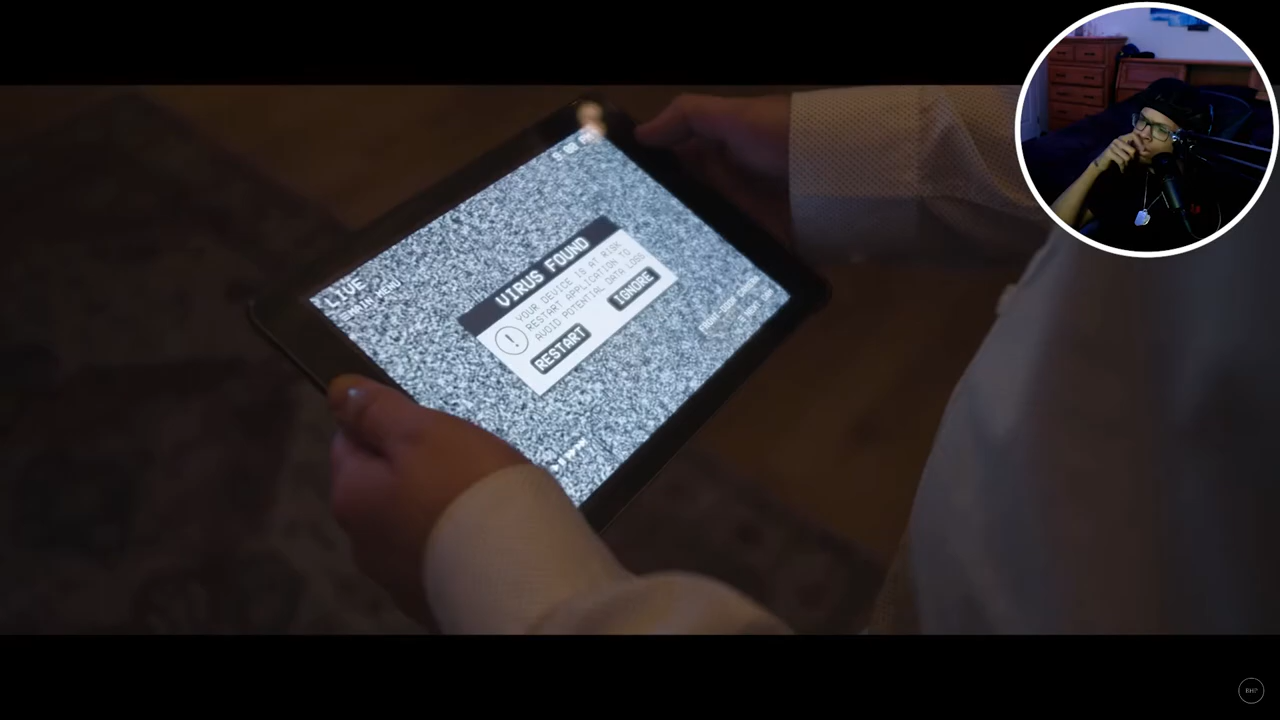 LIVE
MAIN MENU
VIRUS FOUND
YOUR DEVICE IS AT RISK
RESTART APPLICATION TO
AVOID POTENTIAL DATA LOSS
!
RESTART
IGNORE